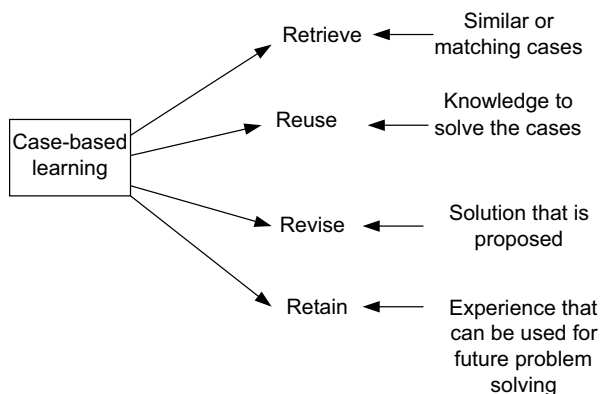 Case-based
learning
Retrieve
Similar or
matching cases
Reuse
Knowledge to
solve the cases
Revise
Solution that is
proposed
Retain
Experience that
can be used for
future problem
solving